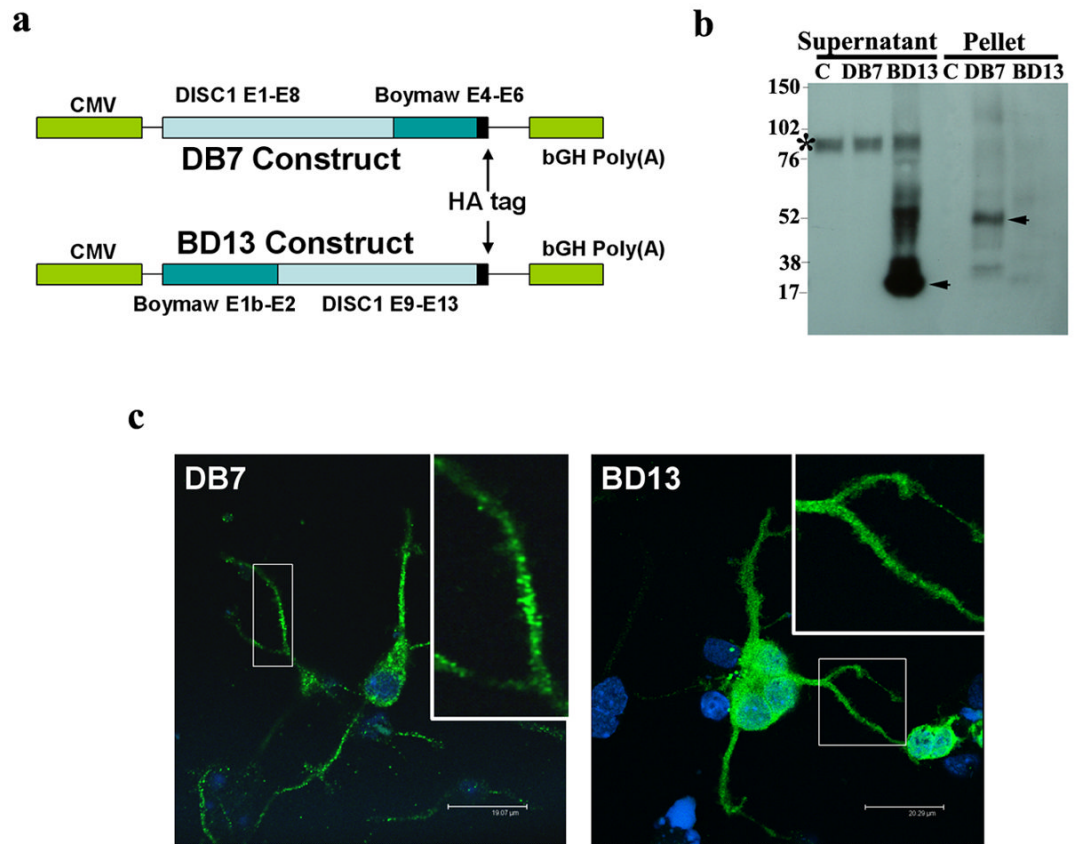 a
CMV
DISC1 E1-E8
Boymaw E4-E6
DB7 Construct
bGH Poly(A)
HA tag
BD13 Construct
CMV
bGH Poly(A)
Boymaw E1b-E2
DISC1 E9-E13
b
Supernatant Pellet
C DB7 BD13 C DB7 BD13
150
102
*
76
52
38
17
c
DB7
19.07 µm
BD13
20.29 µm